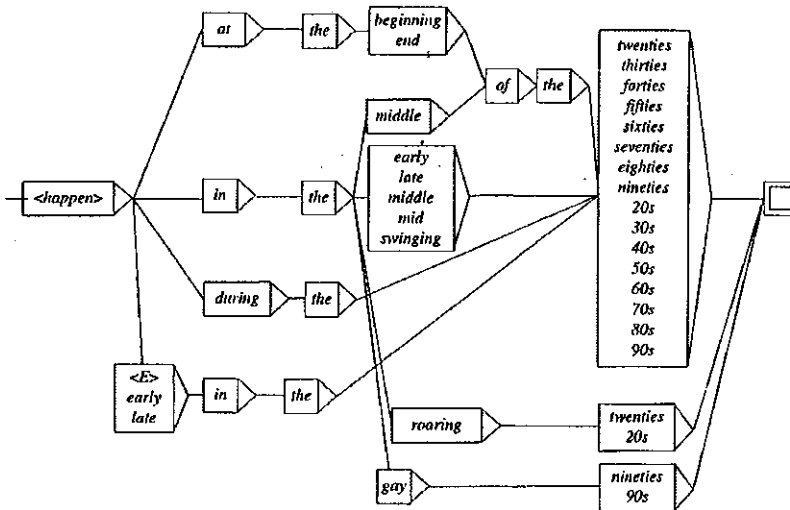 at the beginning
end
of the
middle
<happen>
in the
early
late
middle
mid
swinging
during the
<E>
early
late
in the
twenties
thirties
forties
fifties
sixties
seventies
eighties
nineties
20s
30s
40s
50s
60s
70s
80s
90s
roaring
twenties
20s
gay
nineties
90s